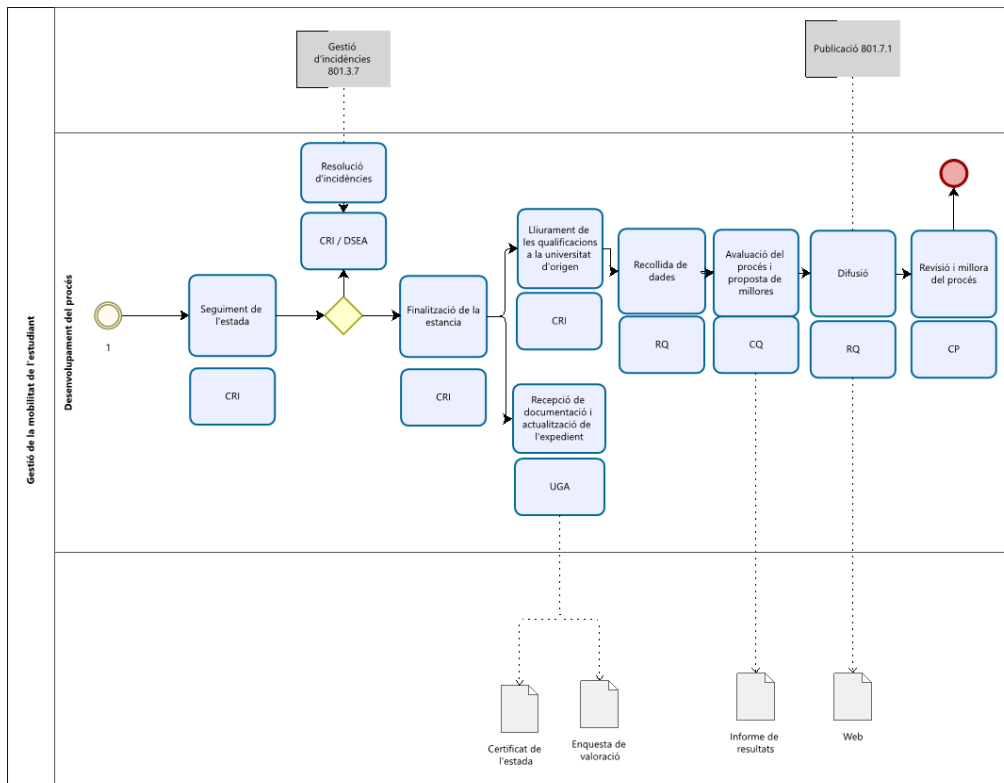 Gestió de la mobilitat de l'estudiant
Desenvolupament del procés
Gestió
d'incidències
801.3.7
Publicació 801.7.1
Resolució
d'incidències
CRI / DSEA
1
Seguiment de
l'estada
CRI
Finalització de la
estancia
CRI
Lliurament de
les qualificacions
a la universitat
d'origen
CRI
Recepció de
documentació i
actualització de
l'expedient
UGA
Recollida de
dades
RQ
Avaluació del
procés i
proposta de
millores
CQ
Difusió
RQ
Revisió i millora
del procés
CP
Certificat de
l'estada
Enquesta de
valoració
Informe de
resultats
Web